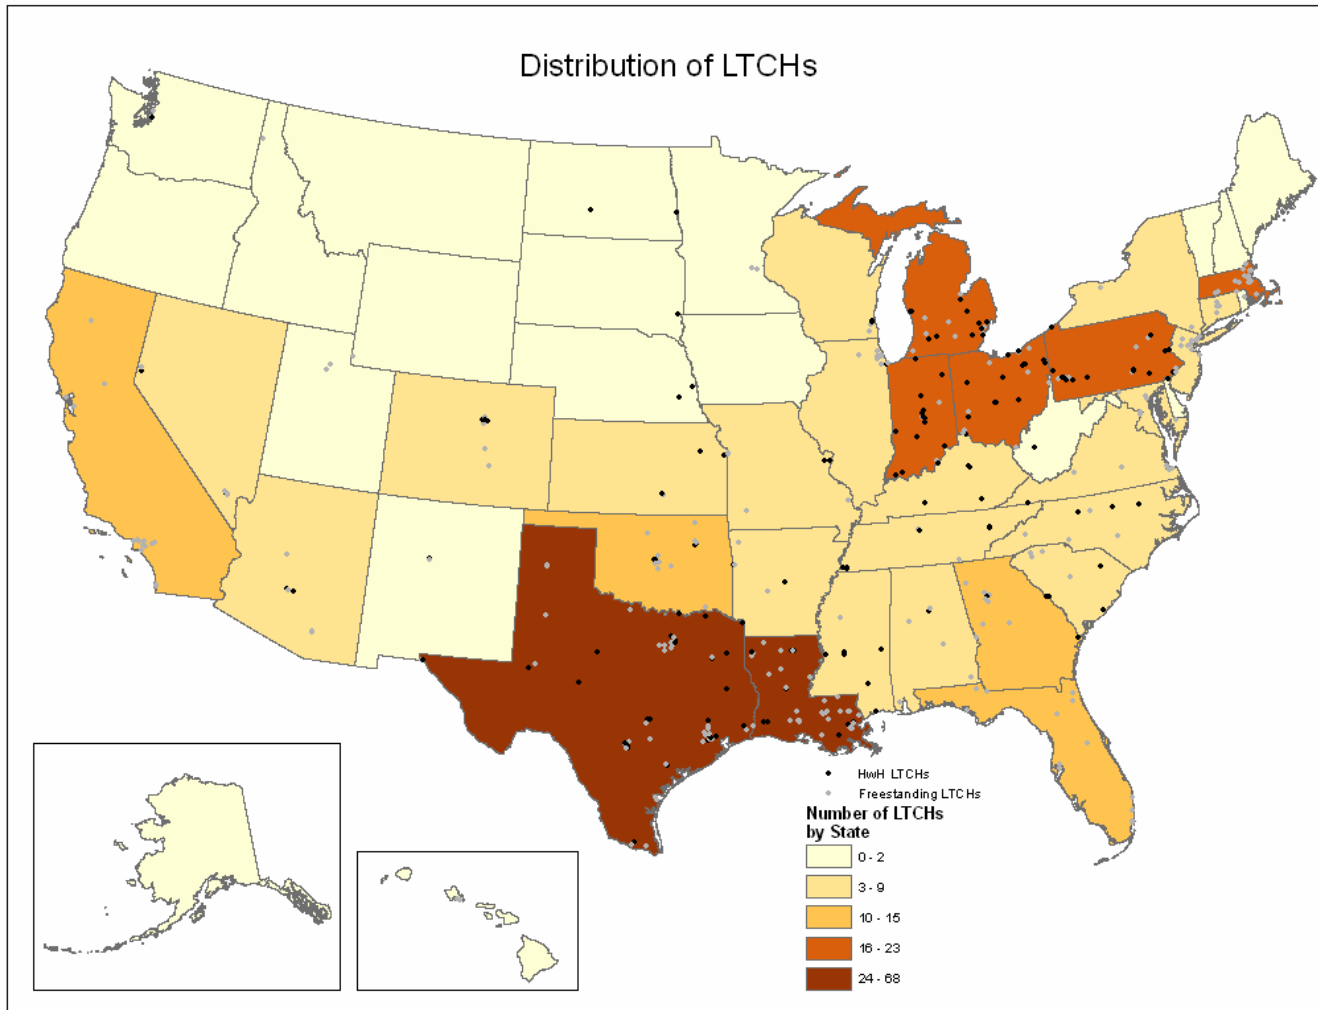 Distribution of LTCHs
HwH LTCHs
Freestanding LTCHs
Number of LTCHs
by State
0 - 2
3 - 9
10 - 15
16 - 23
24 - 68